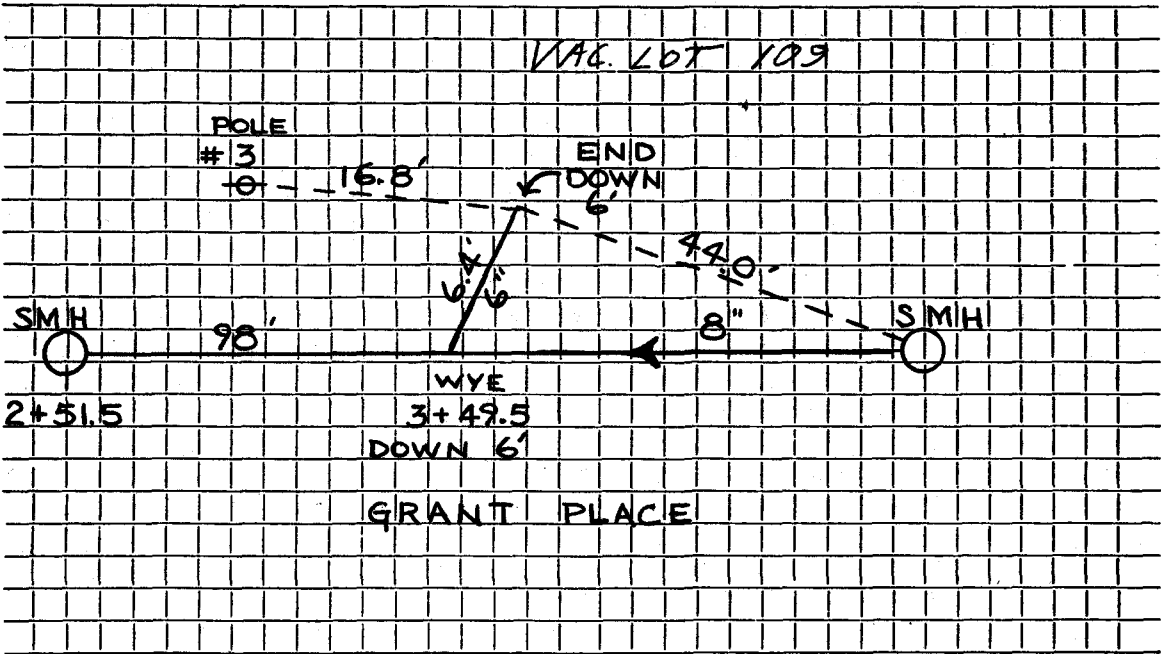 VAC. LOT 109
POLE
# 3
16.8'
END
DOWN
6'
44.0'
6.4'
6"
SMH
98'
8"
SMH
WYE
2+51.5
3+49.5
DOWN 6'
GRANT PLACE